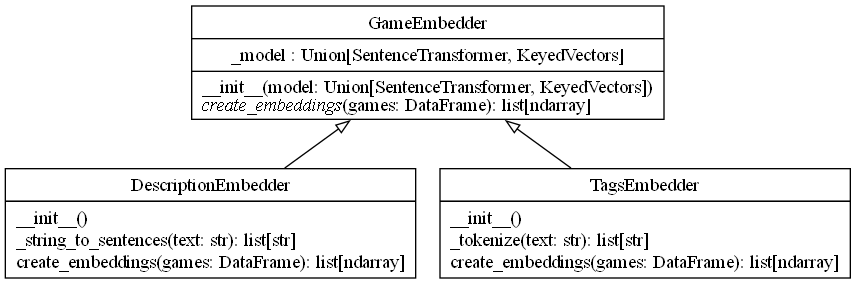 GameEmbedder
_model : Union[SentenceTransformer, KeyedVectors]
__init__(model: Union[SentenceTransformer, KeyedVectors])
create_embeddings(games: DataFrame): list[ndarray]
DescriptionEmbedder
__init__()
_string_to_sentences(text: str): list[str]
create_embeddings(games: DataFrame): list[ndarray]
TagsEmbedder
__init__()
_tokenize(text: str): list[str]
create_embeddings(games: DataFrame): list[ndarray]